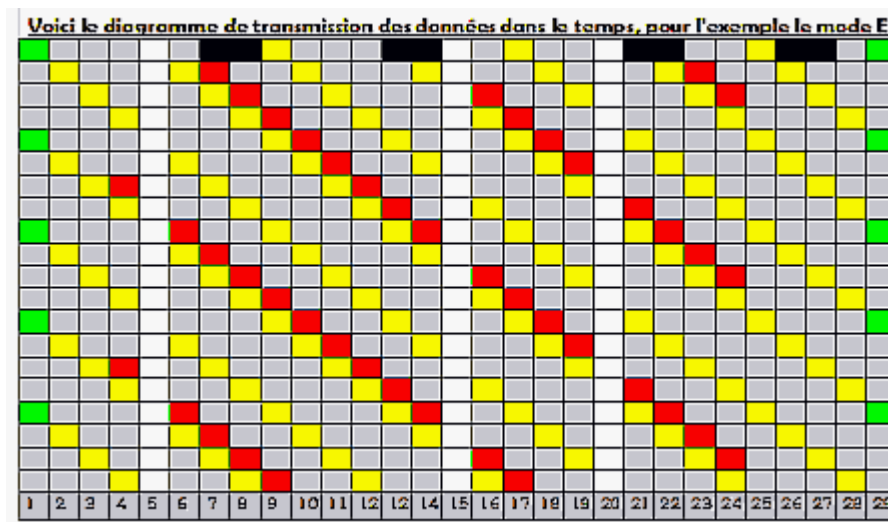 Voici le diagramme de transmission des données dans le temps, pour l'exemple le mode E
1 2 3 4 5 6 7 8 9 10 11 12 12 14 15 16 17 18 19 20 21 22 23 24 25 26 27 28 29